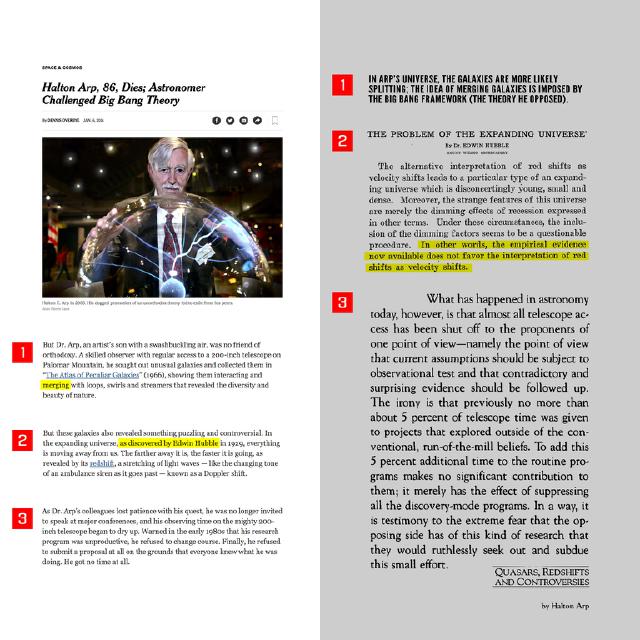 SPACE & COSMOS
Halton Arp, 86, Dies; Astronomer
Challenged Big Bang Theory
By DENNIS OVERBYE JAN. 6, 2014
Halton C. Arp in 2000. His dogged promotion of an unorthodox theory
1
But Dr. Arp, an artist's son with a swashbuckling air, was no friend of
orthodoxy. A skilled observer with regular access to a 200-inch telescope on
Palomar Mountain, he sought out unusual galaxies and collected them in
"The Atlas of Peculiar Galaxies" (1966), showing them interacting and
merging with loops, swirls and streamers that revealed the diversity and
beauty of nature.
2
But these galaxies also revealed something puzzling and controversial. In
the expanding universe, as discovered by Edwin Hubble in 1929, everything
is moving away from us. The farther away it is, the faster it is going, as
revealed by its redshift, a stretching of light waves — like the changing tone
of an ambulance siren as it goes past — known as a Doppler shift.
3
As Dr. Arp's colleagues lost patience with his quest, he was no longer invited
to speak at major conferences, and his observing time on the mighty 200-
inch telescope began to dry up. Warned in the early 1980s that his research
program was unproductive, he refused to change course. Finally, he refused
to submit a proposal at all on the grounds that everyone knew what he was
doing. He got no time at all.
1
IN ARP'S UNIVERSE, THE GALAXIES ARE MORE LIKELY
SPLITTING; THE IDEA OF MERGING GALAXIES IS IMPOSED BY
THE BIG BANG FRAMEWORK (THE THEORY HE OPPOSED).
2
THE PROBLEM OF THE EXPANDING UNIVERSE
By Dr. EDWIN HUBBLE
MOUNT WILSON OBSERVATORY
The alternative interpretation of red shifts as
velocity shifts leads to a particular type of an expand-
ing universe which is disconcertingly young, small and
dense. Moreover, the strange features of this universe
are merely the dimming effects of recession expressed
in other terms. Under these circumstances, the inclu-
sion of the dimming factors seems to be a questionable
procedure. In other words, the empirical evidence
now available does not favor the interpretation of red
shifts as velocity shifts.
3
What has happened in astronomy
today, however, is that almost all telescope ac-
cess has been shut off to the proponents of
one point of view—namely the point of view
that current assumptions should be subject to
observational test and that contradictory and
surprising evidence should be followed up.
The irony is that previously no more than
about 5 percent of telescope time was given
to projects that explored outside of the con-
ventional, run-of-the-mill beliefs. To add this
5 percent additional time to the routine pro-
grams makes no significant contribution to
them; it merely has the effect of suppressing
all the discovery-mode programs. In a way, it
is testimony to the extreme fear that the op-
posing side has of this kind of research that
they would ruthlessly seek out and subdue
this small effort.
QUASARS, REDSHIFTS
AND CONTROVERSIES
by Halton Arp